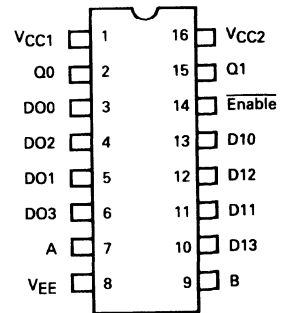 VCC1 1 16 VCC2
Q0 2 15 Q1
DO0 3 14 Enable
DO2 4 13 D10
DO1 5 12 D12
DO3 6 11 D11
A 7 10 D13
VEE 8 9 B